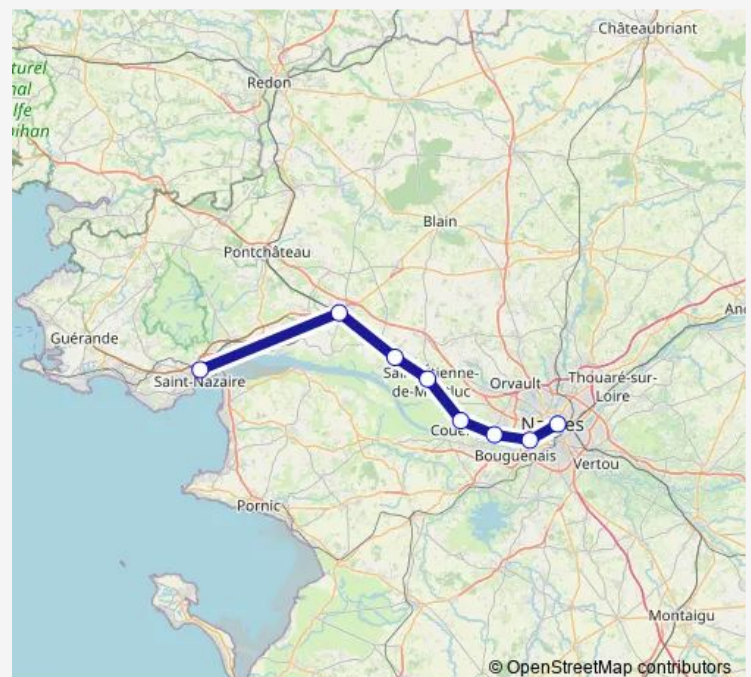 Châteaubriant
turel
nal
lfe
bihan
Redon
Blain
Pontchâteau
Guérande
Saint-Nazaire
Orvault
Thouaré-sur-
Loire
Bouguenais
Vertou
Pornic
Montaigu
© OpenStreetMap contributors